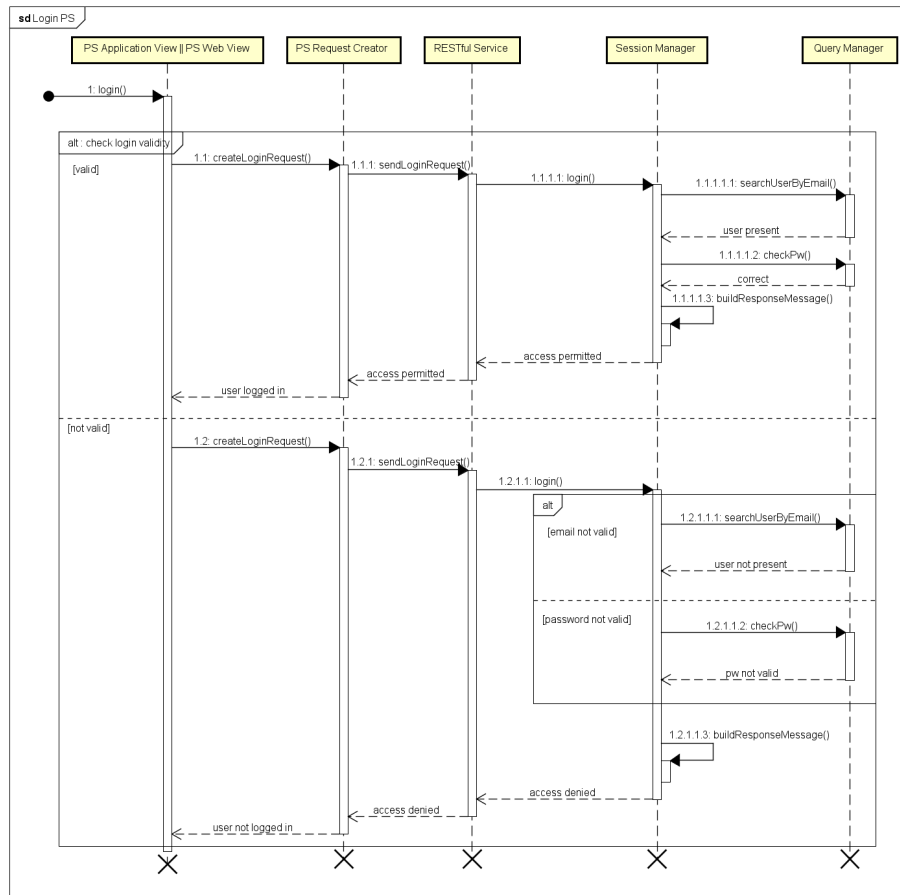 sd Login PS
PS Application View || PS Web View
PS Request Creator
RESTful Service
Session Manager
Query Manager
1: login()
alt : check login validity
[valid]
1.1: createLoginRequest()
1.1.1: sendLoginRequest()
1.1.1.1: login()
1.1.1.1.1: searchUserByEmail()
user present
1.1.1.1.2: checkPw()
correct
1.1.1.1.3: buildResponseMessage()
access permitted
access permitted
user logged in
[not valid]
1.2: createLoginRequest()
1.2.1: sendLoginRequest()
1.2.1.1: login()
alt
[email not valid]
1.2.1.1.1: searchUserByEmail()
user not present
[password not valid]
1.2.1.1.2: checkPw()
pw not valid
1.2.1.1.3: buildResponseMessage()
access denied
access denied
user not logged in